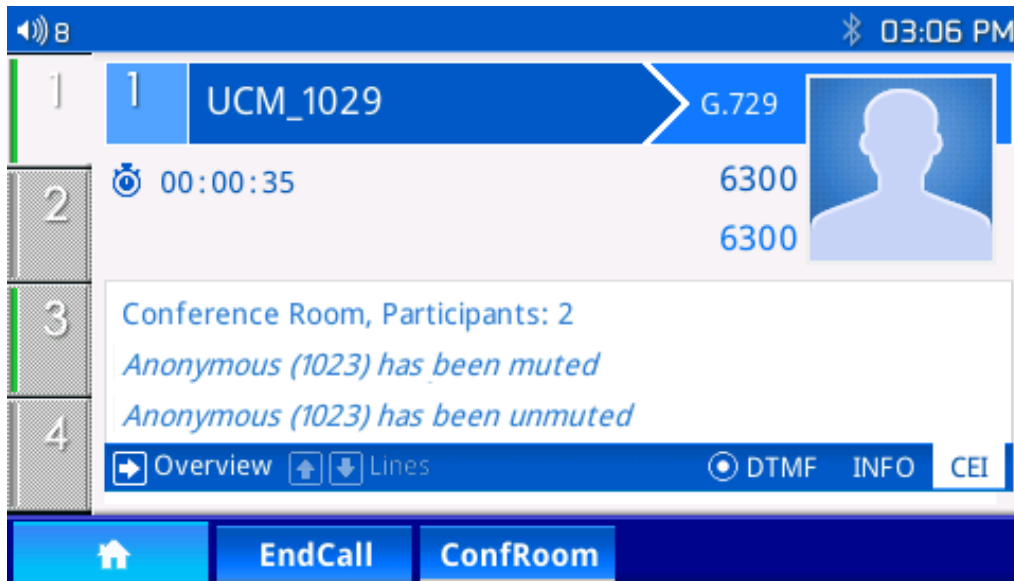 8 03:06 PM
1 1 UCM_1029 G.729
2 00:00:35 6300
6300
3 Conference Room, Participants: 2
Anonymous (1023) has been muted
4 Anonymous (1023) has been unmuted
Overview Lines DTMF INFO CEI
EndCall ConfRoom